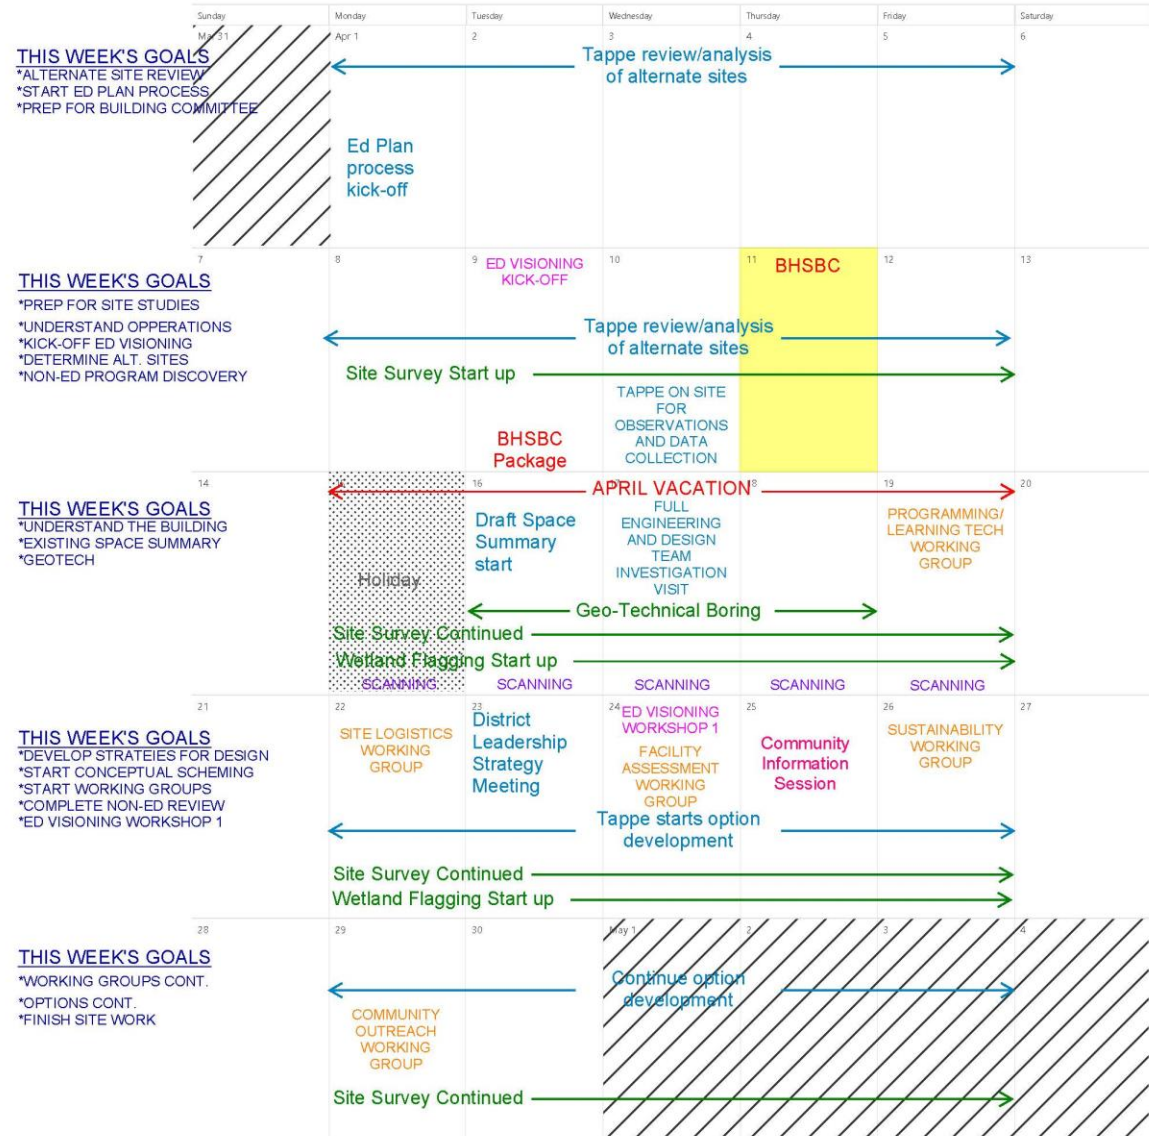 Sunday Monday Tuesday Wednesday Thursday Friday Saturday
Mar 31 Apr 1 2 3 4 5 6
THIS WEEK'S GOALS
*ALTERNATE SITE REVIEW
*START ED PLAN PROCESS
*PREP FOR BUILDING COMMITTEE
Tappe review/analysis
of alternate sites
Ed Plan
process
kick-off
7 8 9 10 11 12 13
THIS WEEK'S GOALS
*PREP FOR SITE STUDIES
*UNDERSTAND OPPERATIONS
*KICK-OFF ED VISIONING
*DETERMINE ALT. SITES
*NON-ED PROGRAM DISCOVERY
ED VISIONING
KICK-OFF
BHSBC
Tappe review/analysis
of alternate sites
Site Survey Start up
BHSBC
Package
TAPPE ON SITE
FOR
OBSERVATIONS
AND DATA
COLLECTION
14 16 18 19 20
THIS WEEK'S GOALS
*UNDERSTAND THE BUILDING
*EXISTING SPACE SUMMARY
*GEOTECH
APRIL VACATION
Holiday
Draft Space
Summary
start
FULL
ENGINEERING
AND DESIGN
TEAM
INVESTIGATION
VISIT
PROGRAMMING/
LEARNING TECH
WORKING
GROUP
Geo-Technical Boring
Site Survey Continued
Wetland Flagging Start up
SCANNING SCANNING SCANNING SCANNING SCANNING
21 22 23 24 25 26 27
THIS WEEK'S GOALS
*DEVELOP STRATEIES FOR DESIGN
*START CONCEPTUAL SCHEMING
*START WORKING GROUPS
*COMPLETE NON-ED REVIEW
*ED VISIONING WORKSHOP 1
SITE LOGISTICS
WORKING
GROUP
District
Leadership
Strategy
Meeting
ED VISIONING
WORKSHOP 1
FACILITY
ASSESSMENT
WORKING
GROUP
Community
Information
Session
SUSTAINABILITY
WORKING
GROUP
Tappe starts option
development
Site Survey Continued
Wetland Flagging Start up
28 29 30 May 1 2 3 4
THIS WEEK'S GOALS
*WORKING GROUPS CONT.
*OPTIONS CONT.
*FINISH SITE WORK
Continue option
development
COMMUNITY
OUTREACH
WORKING
GROUP
Site Survey Continued